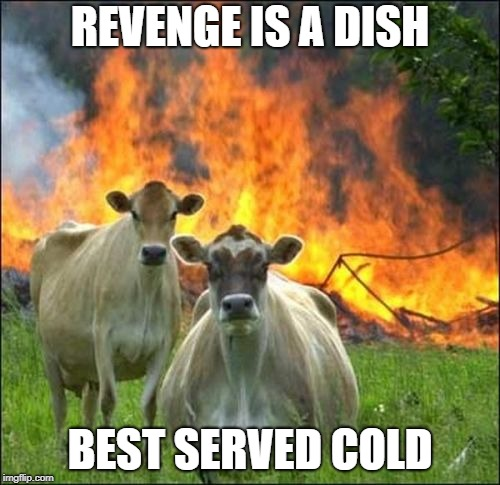 REVENGE IS A DISH
BEST SERVED COLD
imgflip.com